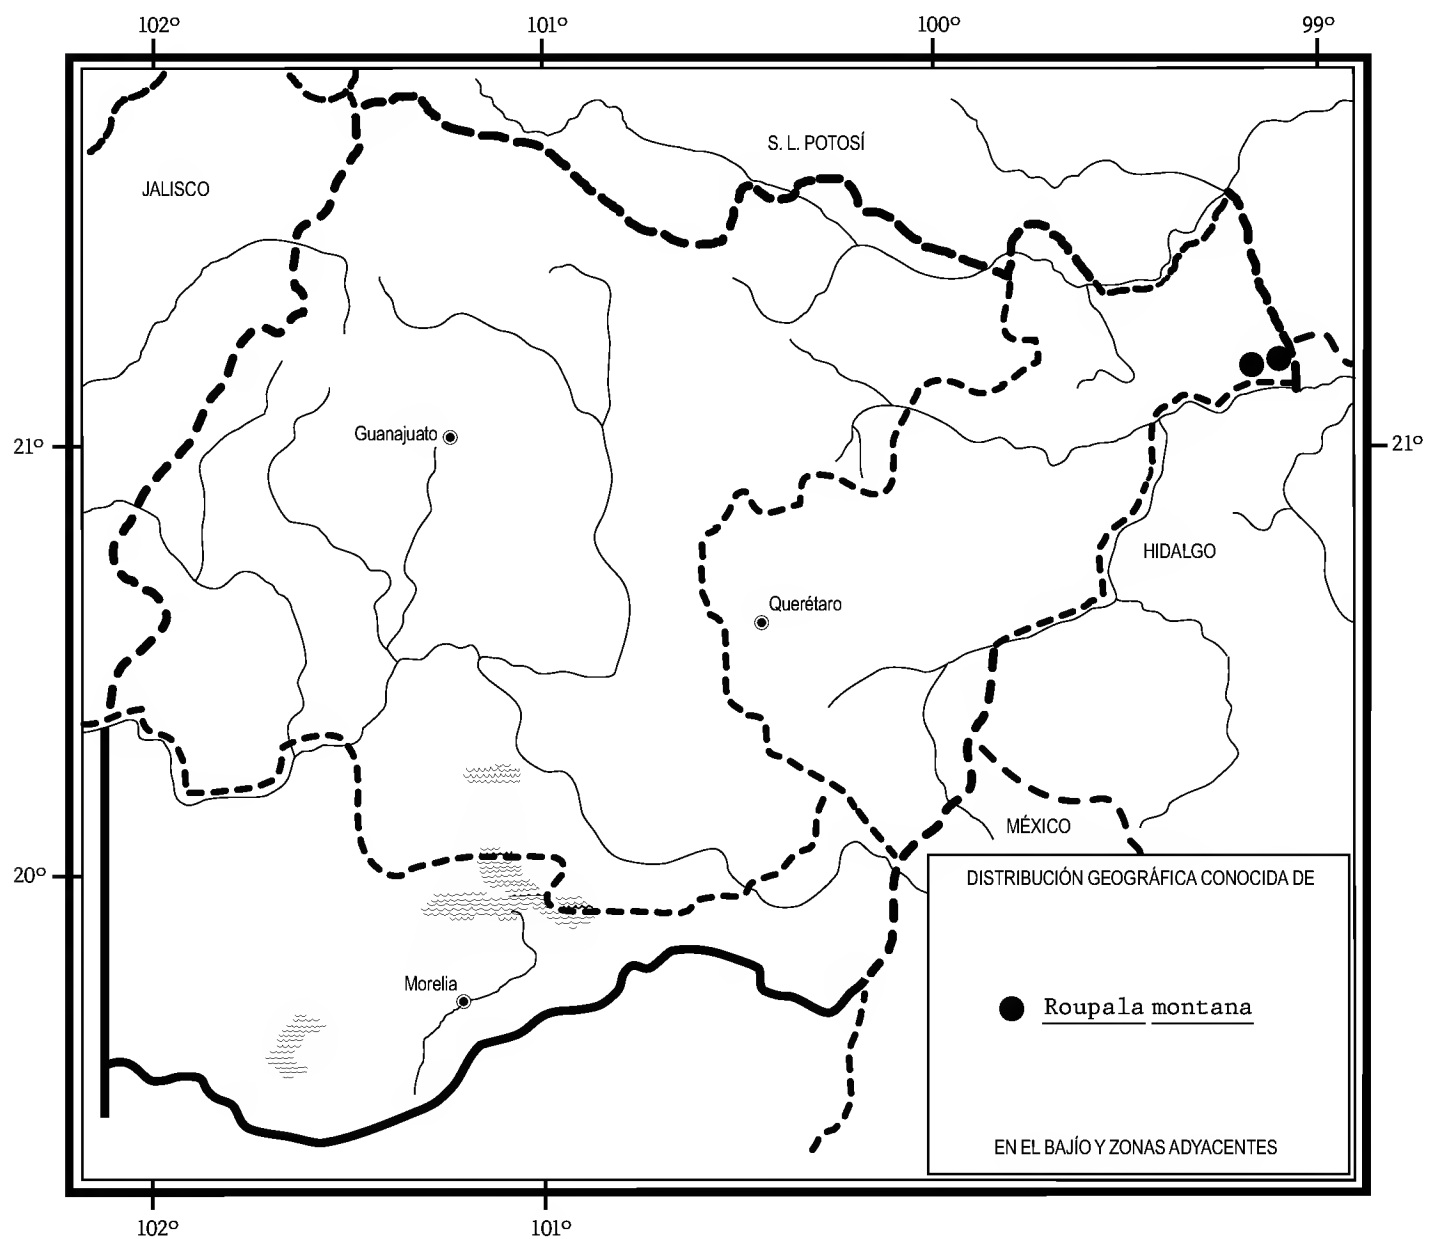 102º 101º 100º 99º
S. L. POTOSÍ
JALISCO
Guanajuato
21º 21º
HIDALGO
Querétaro
MÉXICO
20º
DISTRIBUCIÓN GEOGRÁFICA CONOCIDA DE
Morelia
Roupala montana
EN EL BAJÍO Y ZONAS ADYACENTES
102º 101º